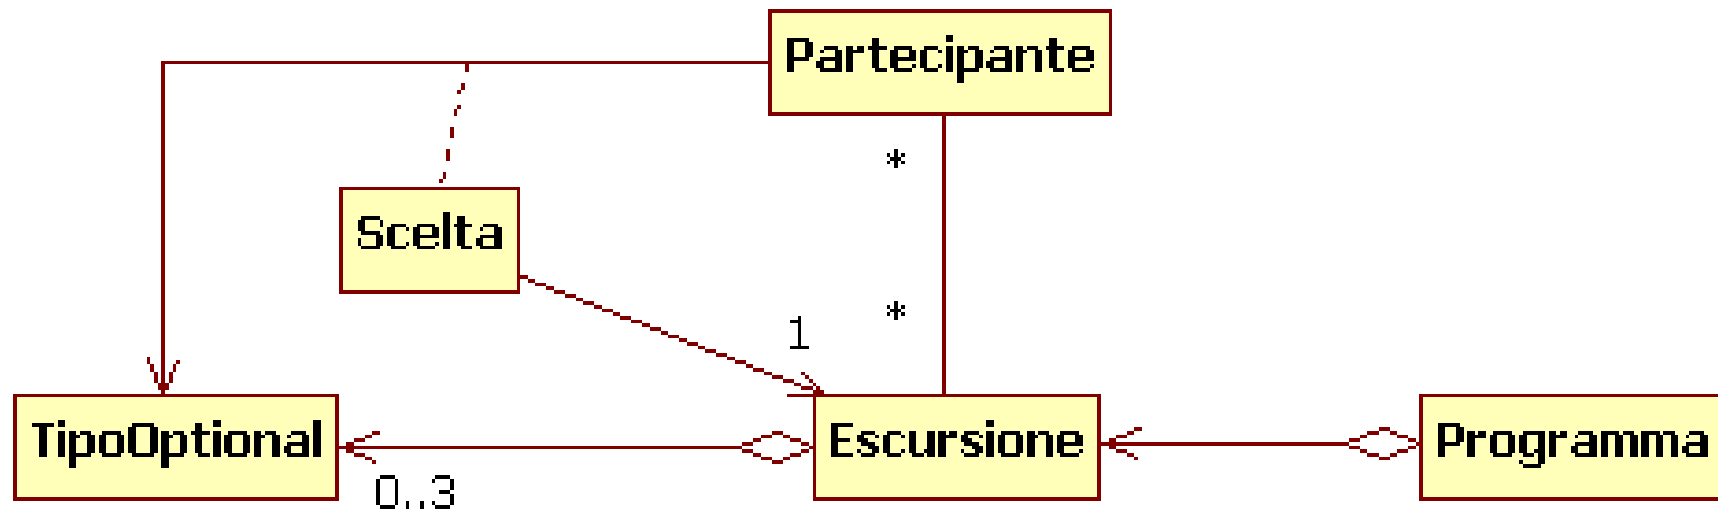 Partecipante
*
Scelta
*
1
TipoOptional
Escursione
Programma
0..3